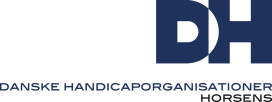 DH
DANSKE HANDICAPORGANISATIONER
HORSENS